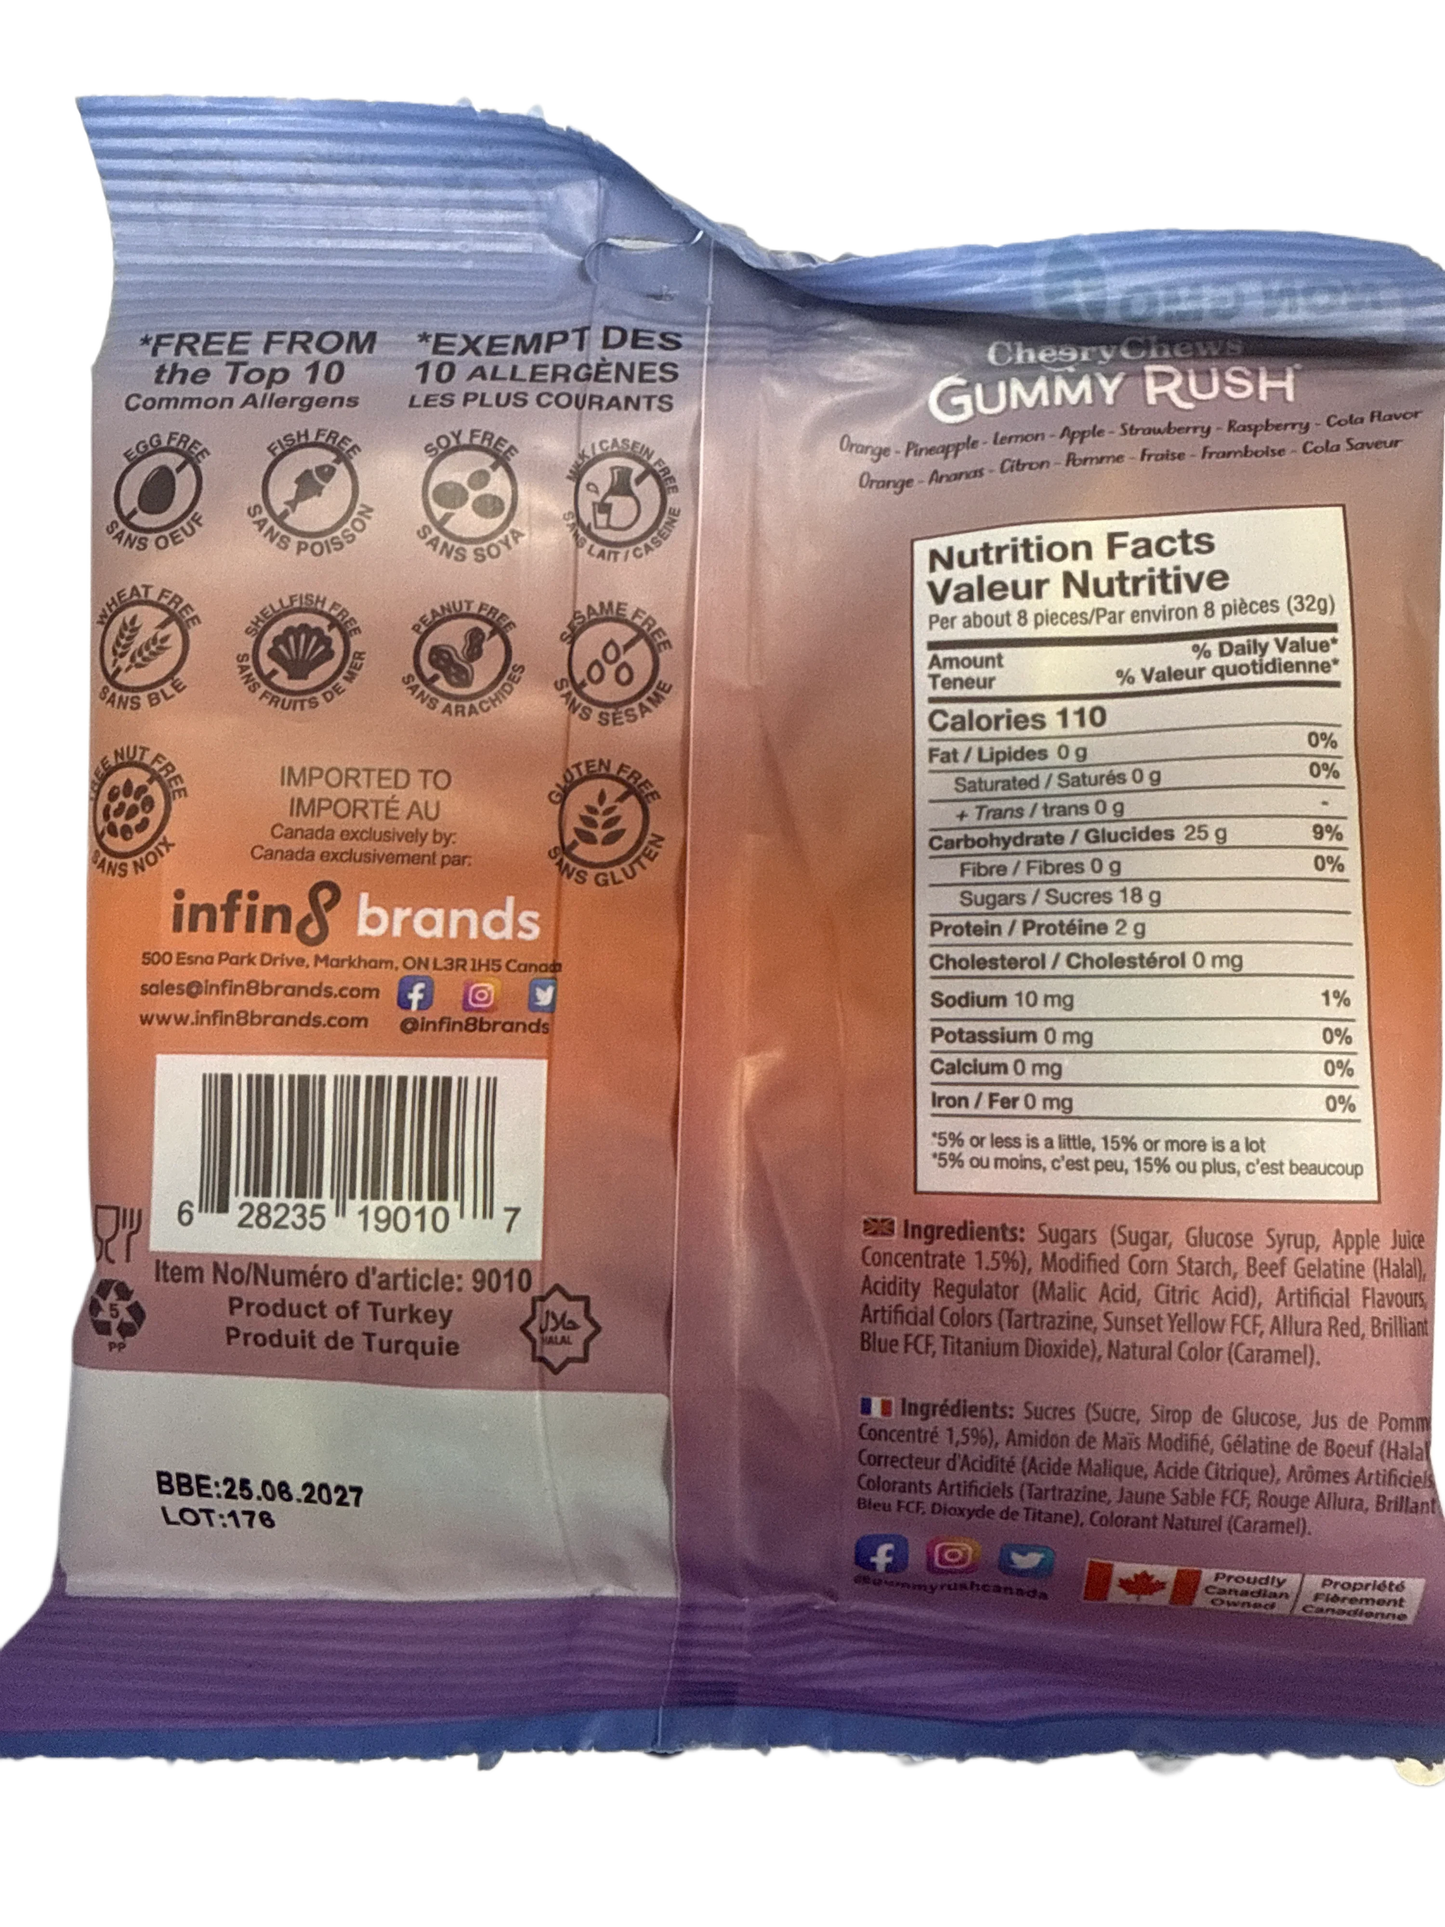 *FREE FROM
the Top 10
Common Allergens
*EXEMPT DES
10 ALLERGÈNES
LES PLUS COURANTS
EGG FREE
SANS OEUF
FISH FREE
SANS POISSON
SOY FREE
SANS SOYA
MILK / CASEIN FREE
SANS LAIT / CASEINE
WHEAT FREE
SANS BLÉ
SHELLFISH FREE
SANS FRUITS DE MER
PEANUT FREE
SANS ARACHIDES
SESAME FREE
SANS SESAME
NUT FREE
SANS NOIX
GLUTEN FREE
SANS GLUTEN
IMPORTED TO
IMPORTÉ AU
Canada exclusively by:
Canada exclusivement par:
infin8 brands
500 Esna Park Drive, Markham, ON L3R 1H5 Canada
sales@infin8brands.com
www.infin8brands.com @infin8brands
6 28235 19010 7
Item No/Numéro d'article: 9010
Product of Turkey
Produit de Turquie
5
PP
حلال
HALAL
BBE:25.06.2027
LOT:176
CheeryChews
GUMMY RUSH
Orange - Pineapple - Lemon - Apple - Strawberry - Raspberry - Cola Flavor
Orange - Ananas - Citron - Pomme - Fraise - Framboise - Cola Saveur
Nutrition Facts
Valeur Nutritive
Per about 8 pieces/Par environ 8 pièces (32g)
Amount % Daily Value*
Teneur % Valeur quotidienne*
Calories 110
Fat / Lipides 0 g 0%
Saturated / Saturés 0 g 0%
+ Trans / trans 0 g -
Carbohydrate / Glucides 25 g 9%
Fibre / Fibres 0 g 0%
Sugars / Sucres 18 g
Protein / Protéine 2 g
Cholesterol / Cholestérol 0 mg
Sodium 10 mg 1%
Potassium 0 mg 0%
Calcium 0 mg 0%
Iron / Fer 0 mg 0%
*5% or less is a little, 15% or more is a lot
*5% ou moins, c'est peu, 15% ou plus, c'est beaucoup
Ingredients: Sugars (Sugar, Glucose Syrup, Apple Juice
Concentrate 1.5%), Modified Corn Starch, Beef Gelatine (Halal),
Acidity Regulator (Malic Acid, Citric Acid), Artificial Flavours,
Artificial Colors (Tartrazine, Sunset Yellow FCF, Allura Red, Brilliant
Blue FCF, Titanium Dioxide), Natural Color (Caramel).
Ingrédients: Sucres (Sucre, Sirop de Glucose, Jus de Pomm
Concentré 1,5%), Amidon de Maïs Modifié, Gélatine de Boeuf (Halal
Correcteur d'Acidité (Acide Malique, Acide Citrique), Arômes Artificiels
Colorants Artificiels (Tartrazine, Jaune Sable FCF, Rouge Allura, Brillant
Bleu FCF, Dioxyde de Titane), Colorant Naturel (Caramel).
@gummyrushcanada
Proudly
Canadian
Owned
Propriété
Fièrement
Canadienne